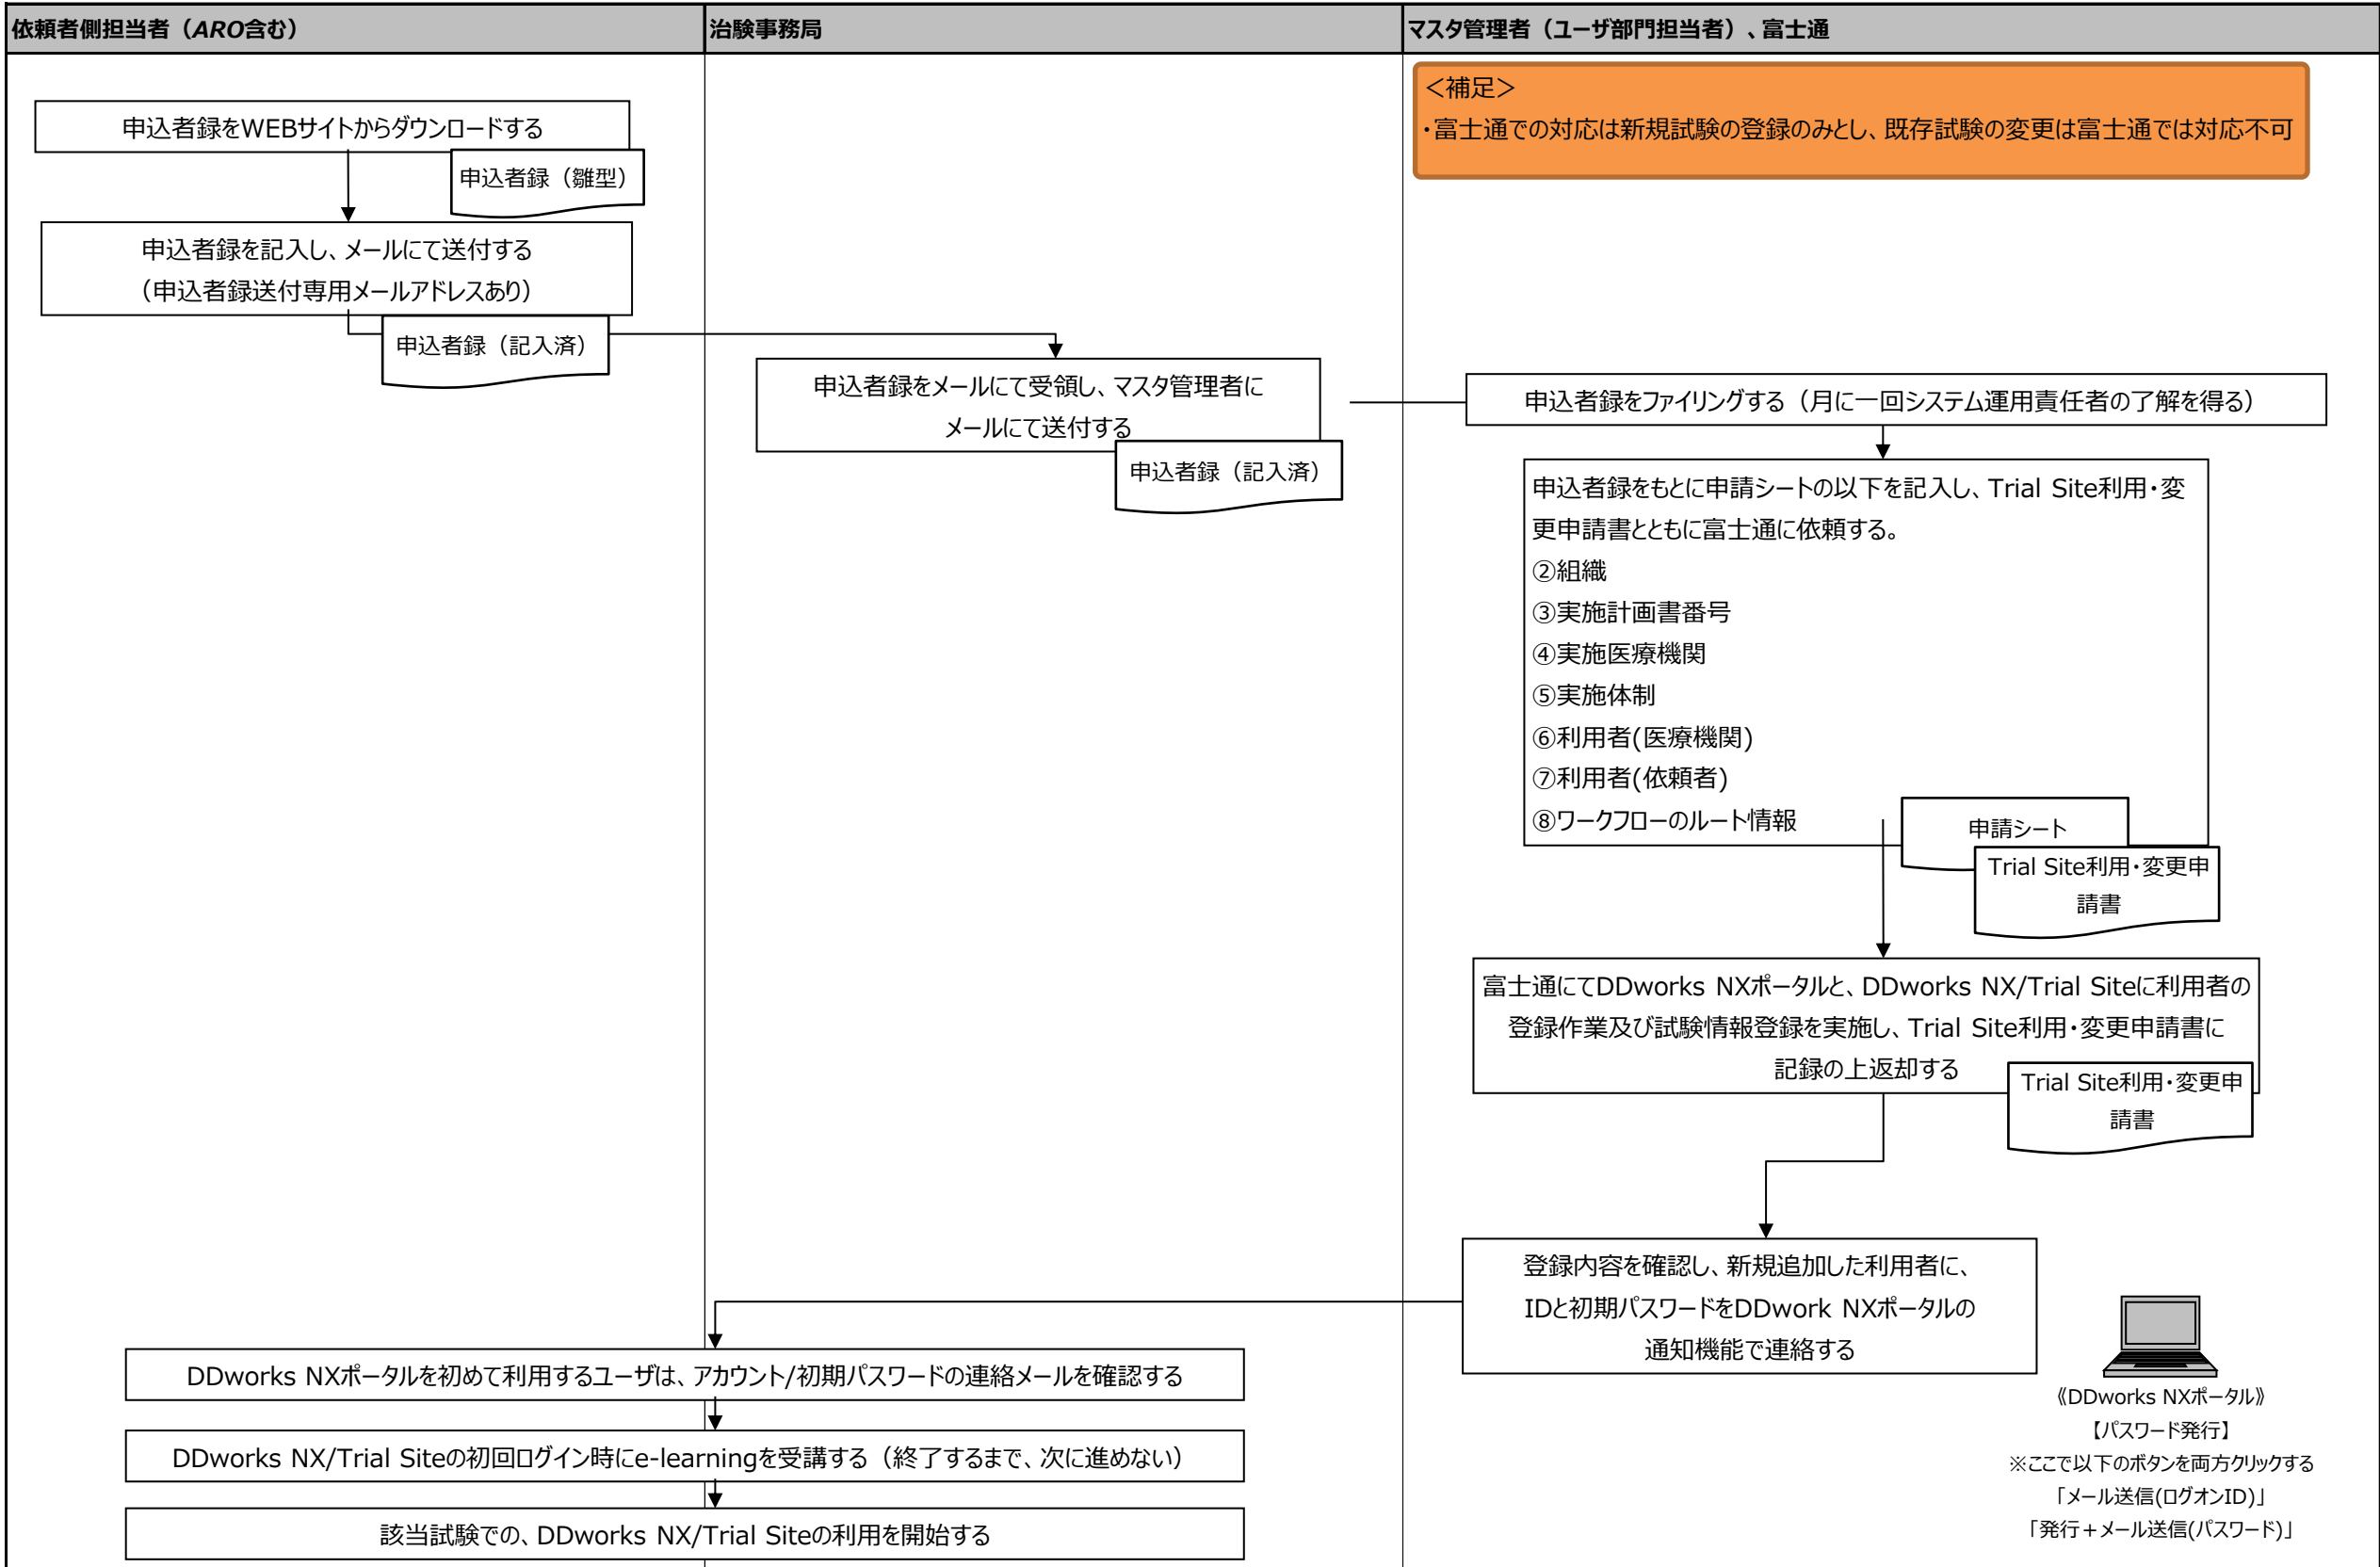 依頼者側担当者（ARO含む）
治験事務局
マスタ管理者（ユーザ部門担当者）、富士通
＜補足＞
・富士通での対応は新規試験の登録のみとし、既存試験の変更は富士通では対応不可
申込者録をWEBサイトからダウンロードする
申込者録（雛型）
申込者録を記入し、メールにて送付する
（申込者録送付専用メールアドレスあり）
申込者録（記入済）
申込者録をメールにて受領し、マスタ管理者に
メールにて送付する
申込者録（記入済）
申込者録をファイリングする（月に一回システム運用責任者の了解を得る）
申込者録をもとに申請シートの以下を記入し、Trial Site利用・変
更申請書とともに富士通に依頼する。
②組織
③実施計画書番号
④実施医療機関
⑤実施体制
⑥利用者(医療機関)
⑦利用者(依頼者)
⑧ワークフローのルート情報
申請シート
Trial Site利用・変更申
請書
富士通にてDDworks NXポータルと、DDworks NX/Trial Siteに利用者の
登録作業及び試験情報登録を実施し、Trial Site利用・変更申請書に
記録の上返却する
Trial Site利用・変更申
請書
登録内容を確認し、新規追加した利用者に、
IDと初期パスワードをDDwork NXポータルの
通知機能で連絡する
DDworks NXポータルを初めて利用するユーザは、アカウント/初期パスワードの連絡メールを確認する
DDworks NX/Trial Siteの初回ログイン時にe-learningを受講する（終了するまで、次に進めない）
該当試験での、DDworks NX/Trial Siteの利用を開始する
《DDworks NXポータル》
【パスワード発行】
※ここで以下のボタンを両方クリックする
「メール送信(ログオンID)」
「発行＋メール送信(パスワード)」